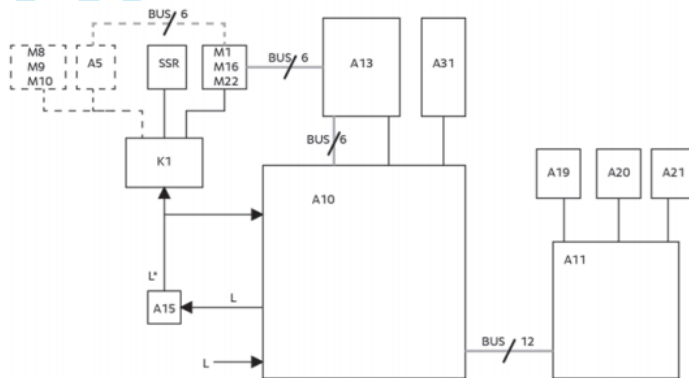 BUS 6
M8
M9
M10
A5
SSR
M1
M16
M22
BUS 6
A13
A31
BUS 6
K1
A10
A19
A20
A21
A11
L*
A15
L
BUS 12
L